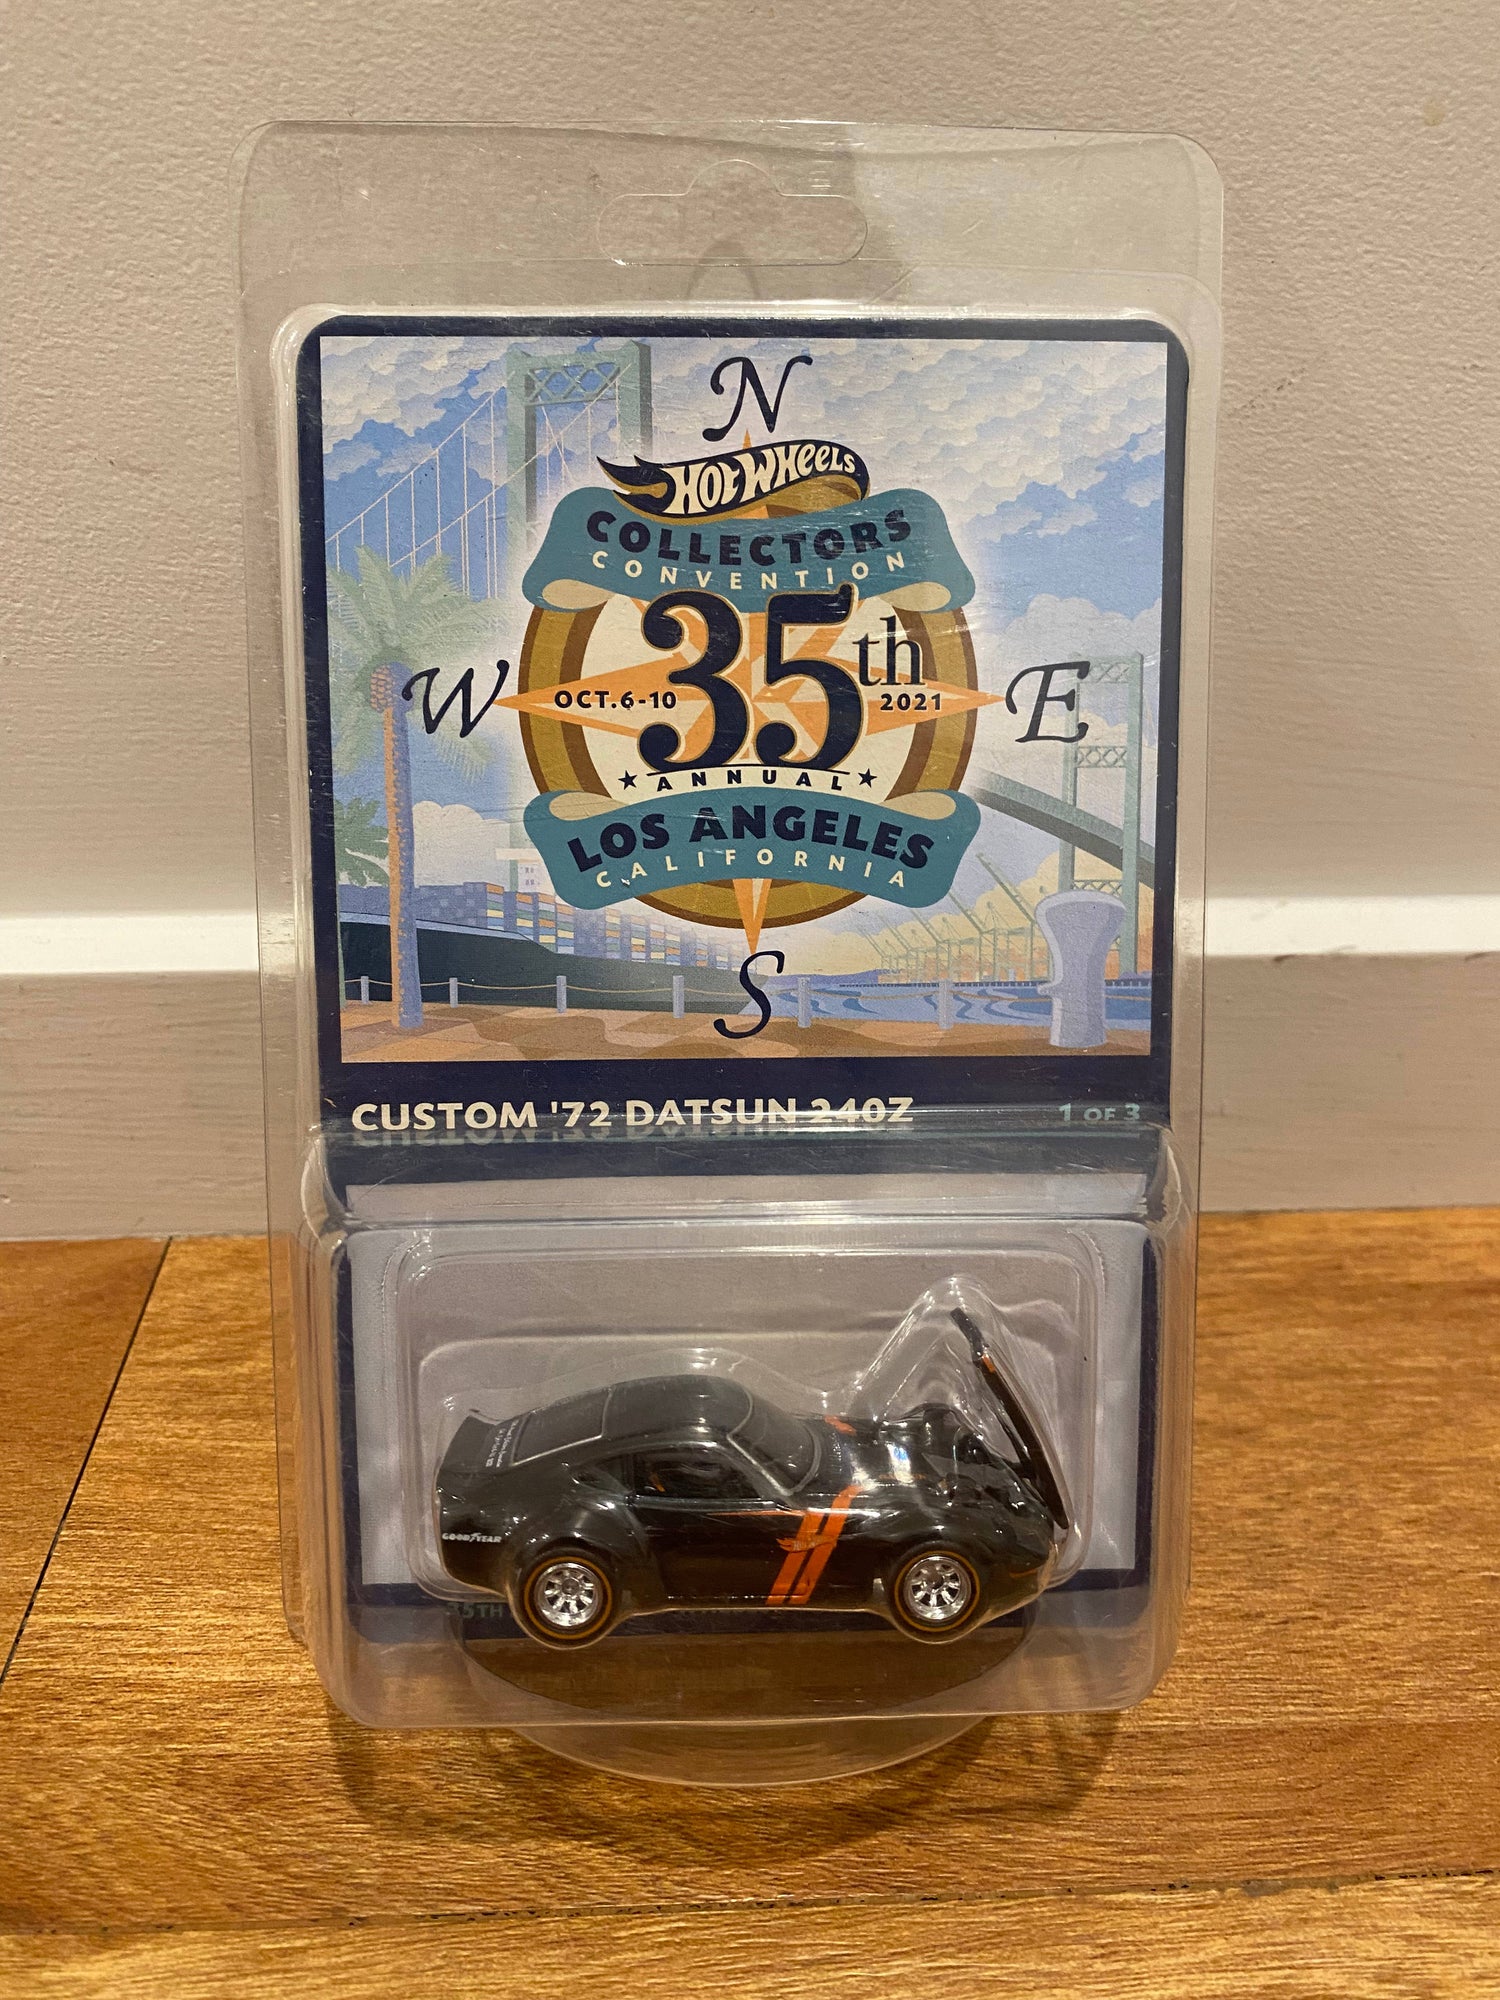 N
HOT WHEELS
COLLECTORS
CONVENTION
W
OCT.6-10
35th
2021
E
ANNUAL
LOS ANGELES
CALIFORNIA
S
CUSTOM '72 DATSUN 240Z
1 OF 3
GOODYEAR
35TH